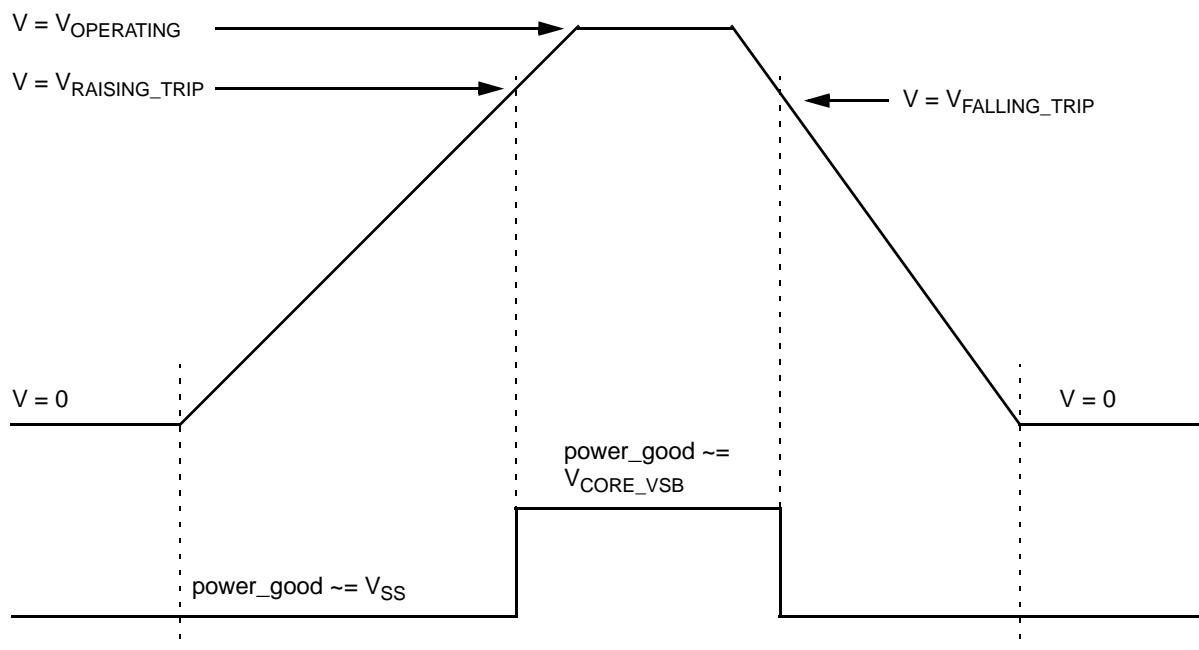 V = VOPERATING
V = VRAISING_TRIP
V = VFALLING_TRIP
V = 0
V = 0
power_good ~=
VCORE_VSB
power_good ~= VSS